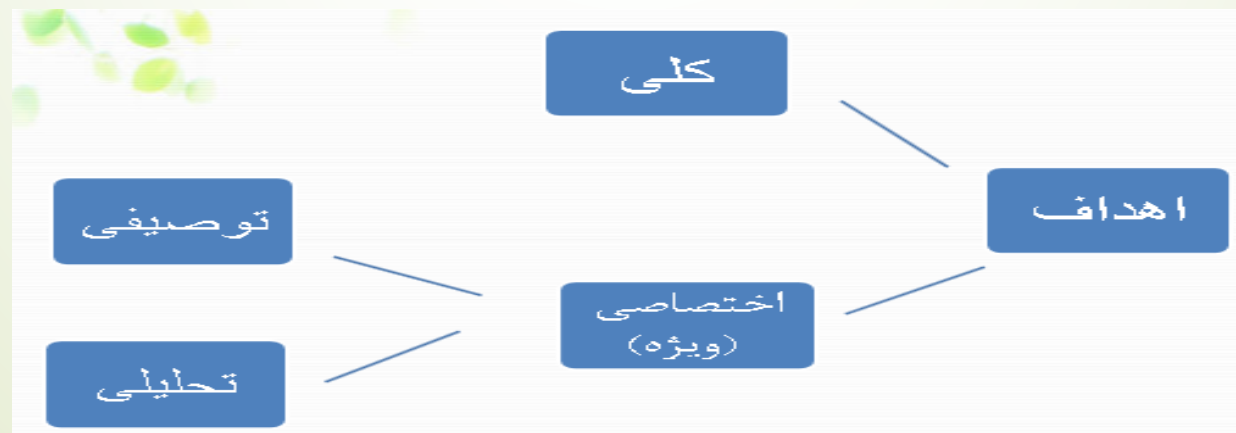 کلی
اهداف
توصیفی
اختصاصی
(ویژه)
تحلیلی